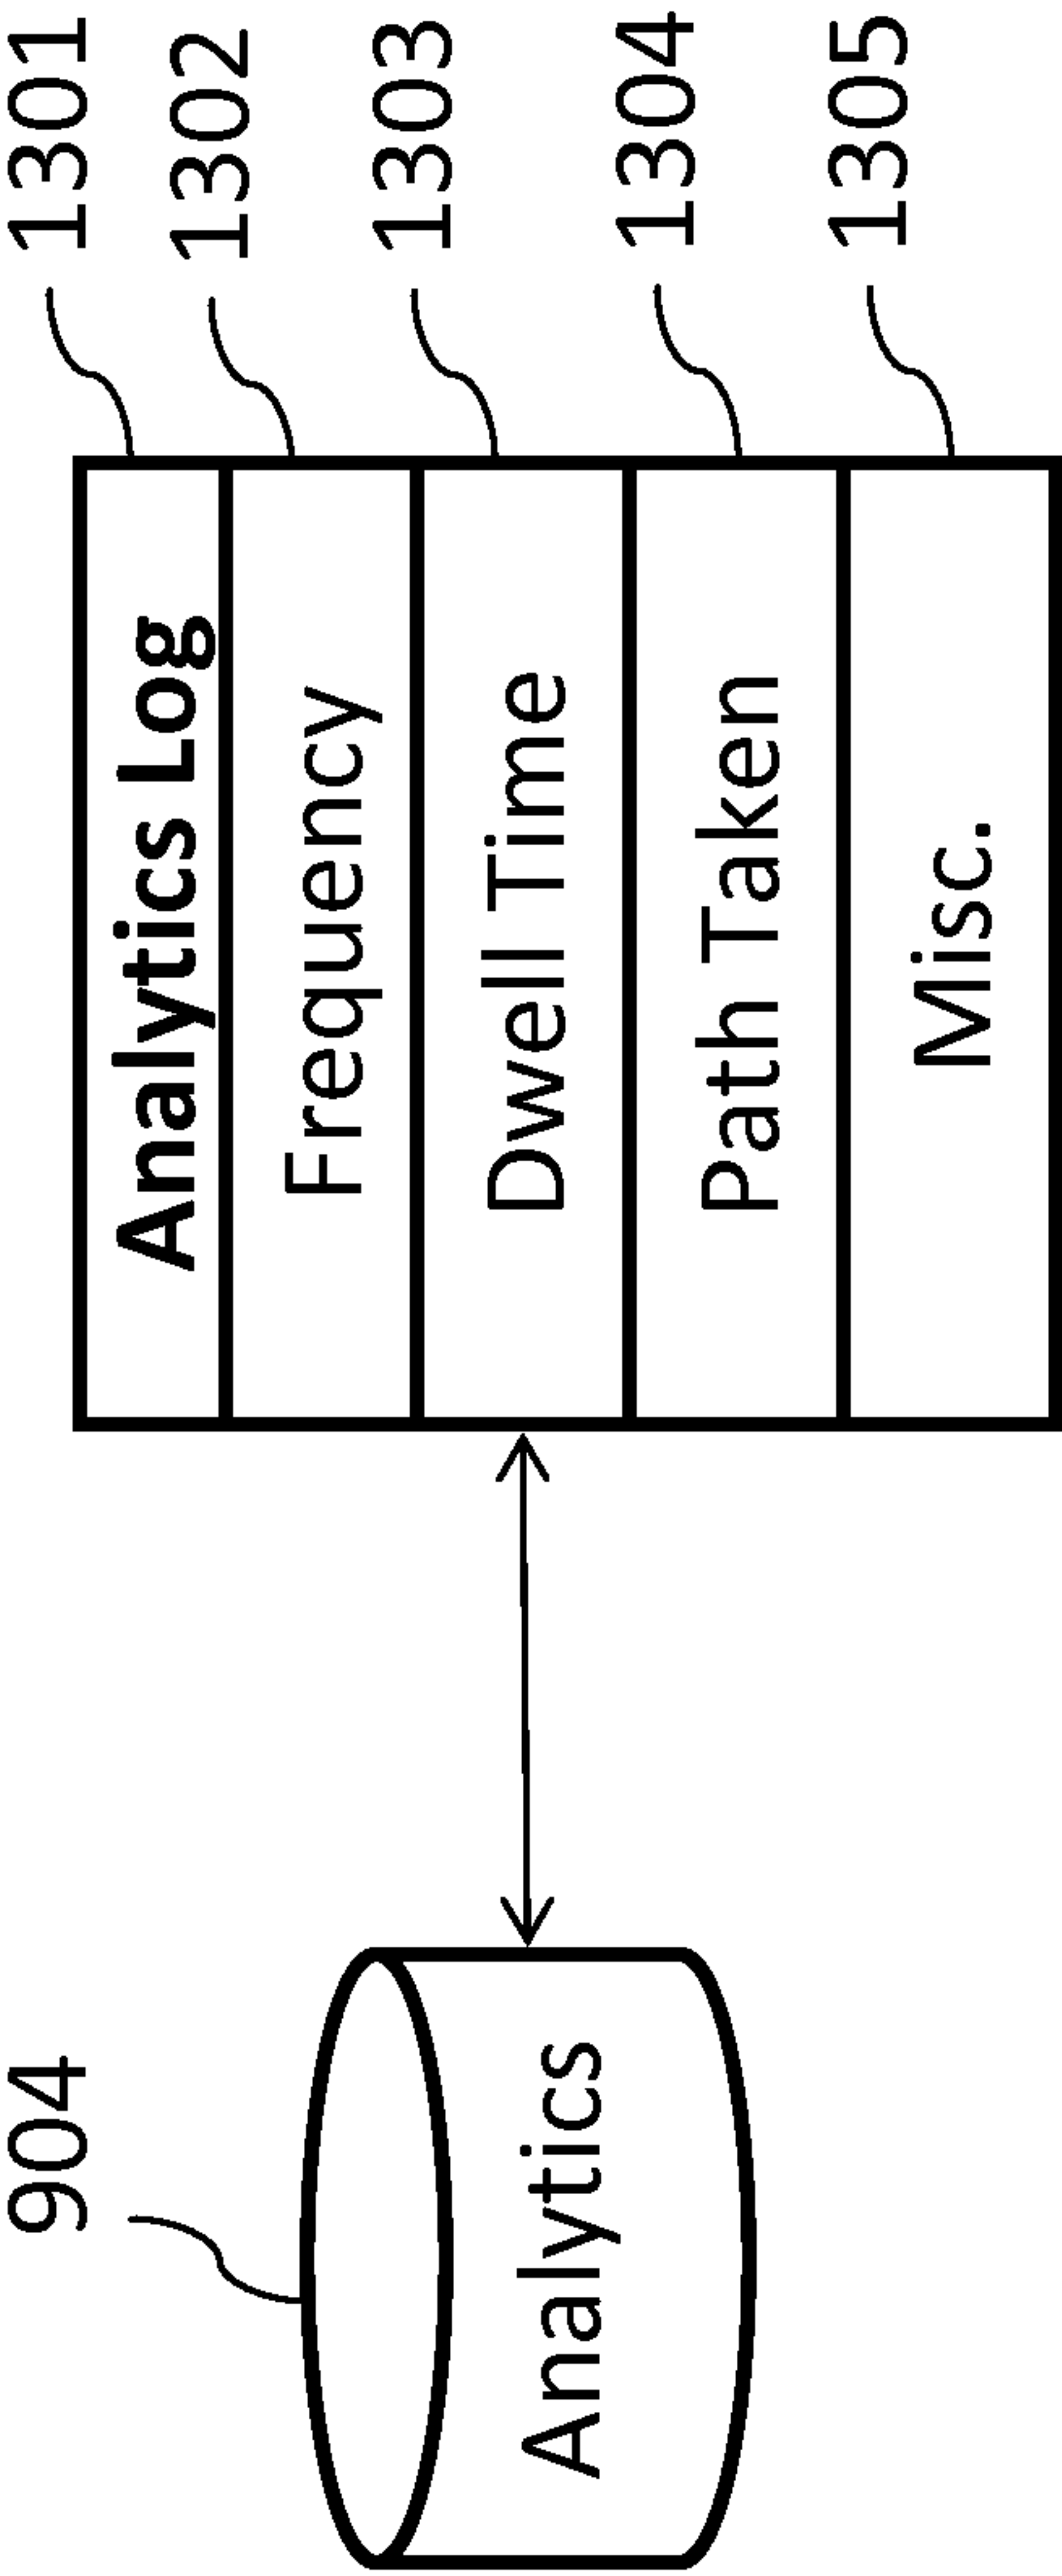 904
Analytics
Analytics Log
1301
Frequency
1302
Dwell Time
1303
Path Taken
1304
Misc.
1305